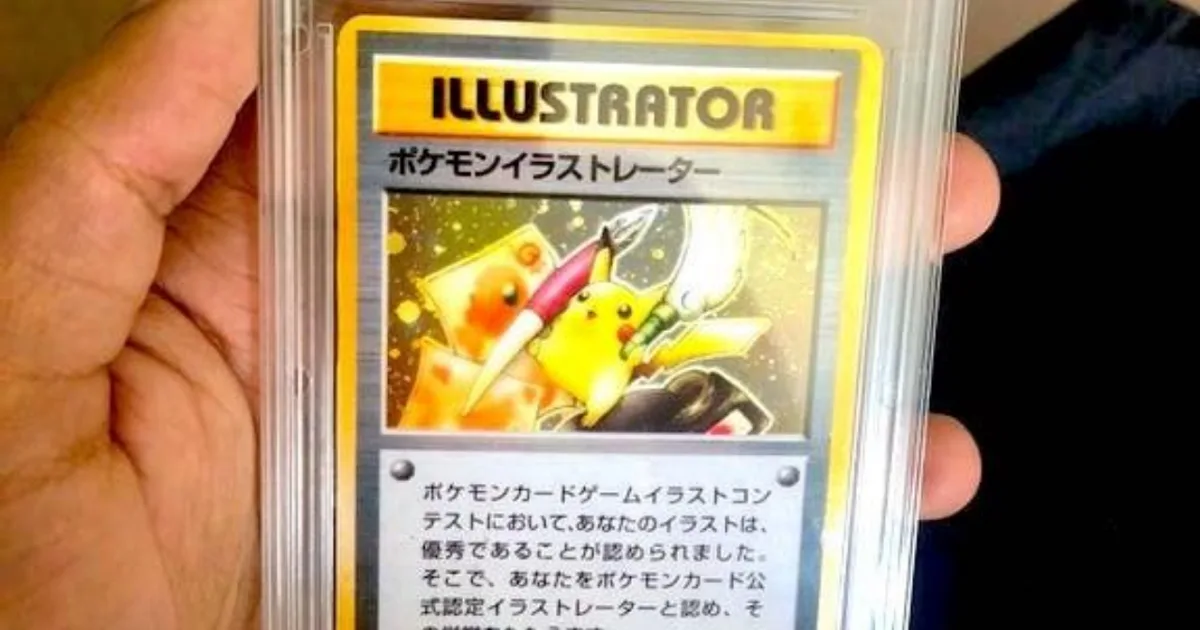 ILLUSTRATOR
ポケモンイラストレーター
ポケモンカードゲームイラストコン
テストにおいて、あなたのイラストは、
優秀であることが認められました。
そこで、あなたをポケモンカード公
式認定イラストレーターと認め、そ